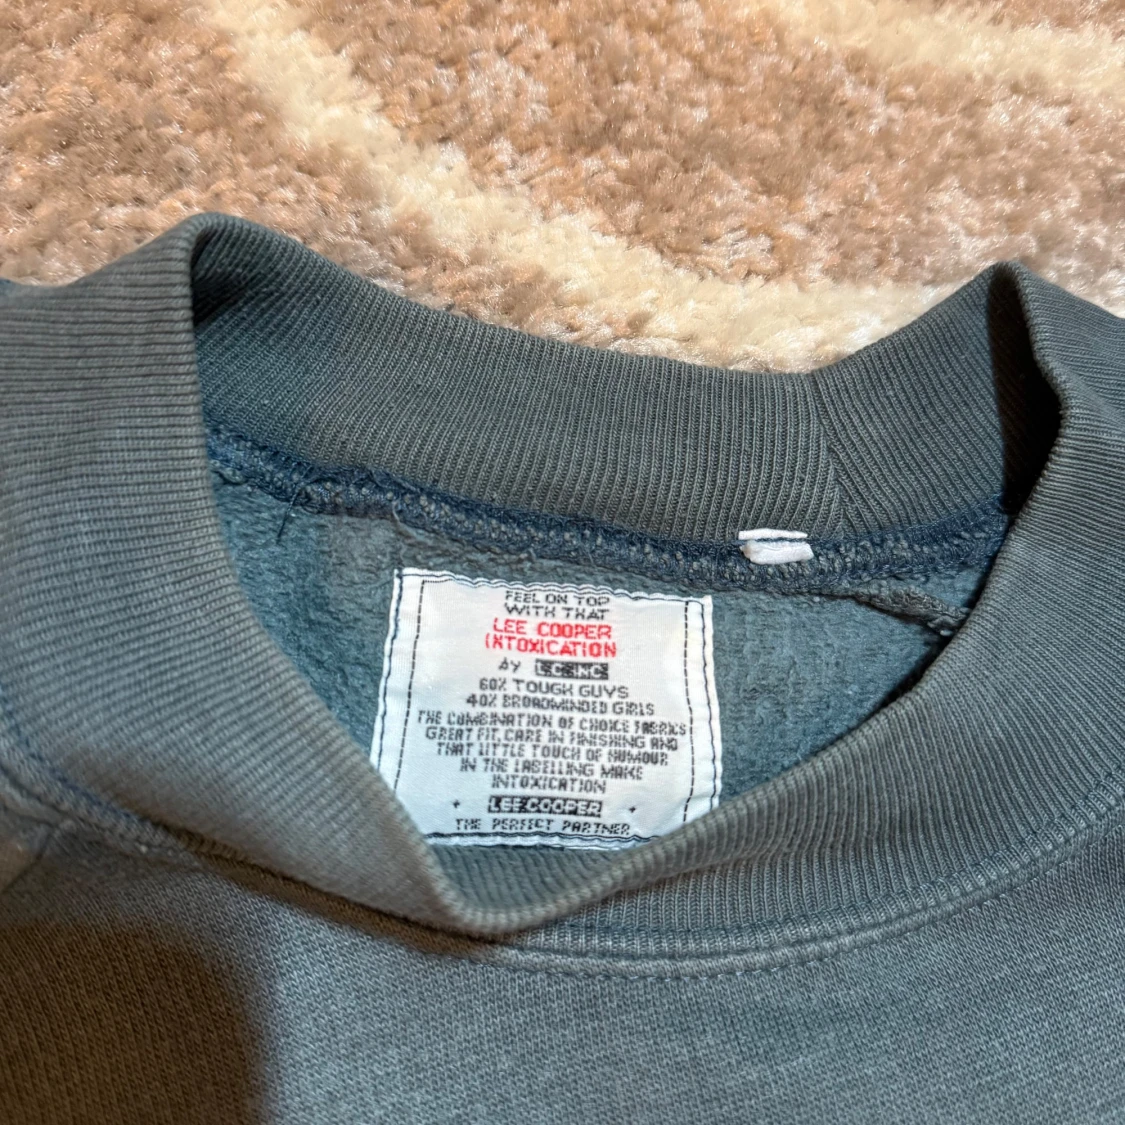 FEEL ON TOP
WITH THAT
LEE COOPER
INTOXICATION
by L.C. INC.
60% TOUGH GUYS
40% BROADMINDED GIRLS
THE COMBINATION OF CHOICE FABRICS
GREAT FIT, CARE IN FINISHING AND
THAT LITTLE TOUCH OF HUMOUR
IN THE LABELLING MAKE
INTOXICATION
LEE COOPER
THE PERFECT PARTNER